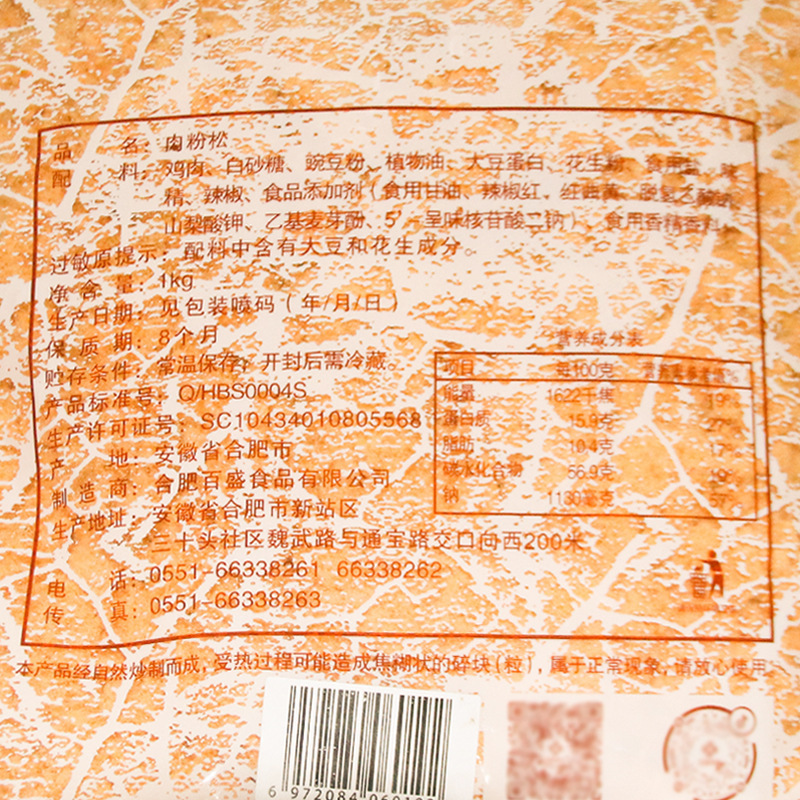 品 名：肉粉松
配 料：鸡肉、白砂糖、豌豆粉、植物油、大豆蛋白、花生粉、食用盐、味
精、辣椒、食品添加剂（食用甘油、辣椒红、红曲黄、脱氢乙酸钠、
山梨酸钾、乙基麦芽酚、5’-呈味核苷酸二钠）、食用香精香料
过敏原提示：配料中含有大豆和花生成分。
净 含 量：1kg
生产日期：见包装喷码（年/月/日）
保 质 期：8个月
贮存条件：常温保存，开封后需冷藏。
产品标准号：Q/HBS0004S
生产许可证号：SC10434010805568
产 地：安徽省合肥市
制 造 商：合肥百盛食品有限公司
生产地址：安徽省合肥市新站区
三十头社区魏武路与通宝路交口向西200米
电 话：0551-66338261 66338262
传 真：0551-66338263
营养成分表
项目 每100克 营养素参考值%
能量 1622千焦 19%
蛋白质 15.9克 27%
脂肪 10.4克 17%
碳水化合物 56.9克 19%
钠 1130毫克 57%
本产品经自然炒制而成，受热过程可能造成焦糊状的碎块（粒），属于正常现象，请放心使用。
6 972084